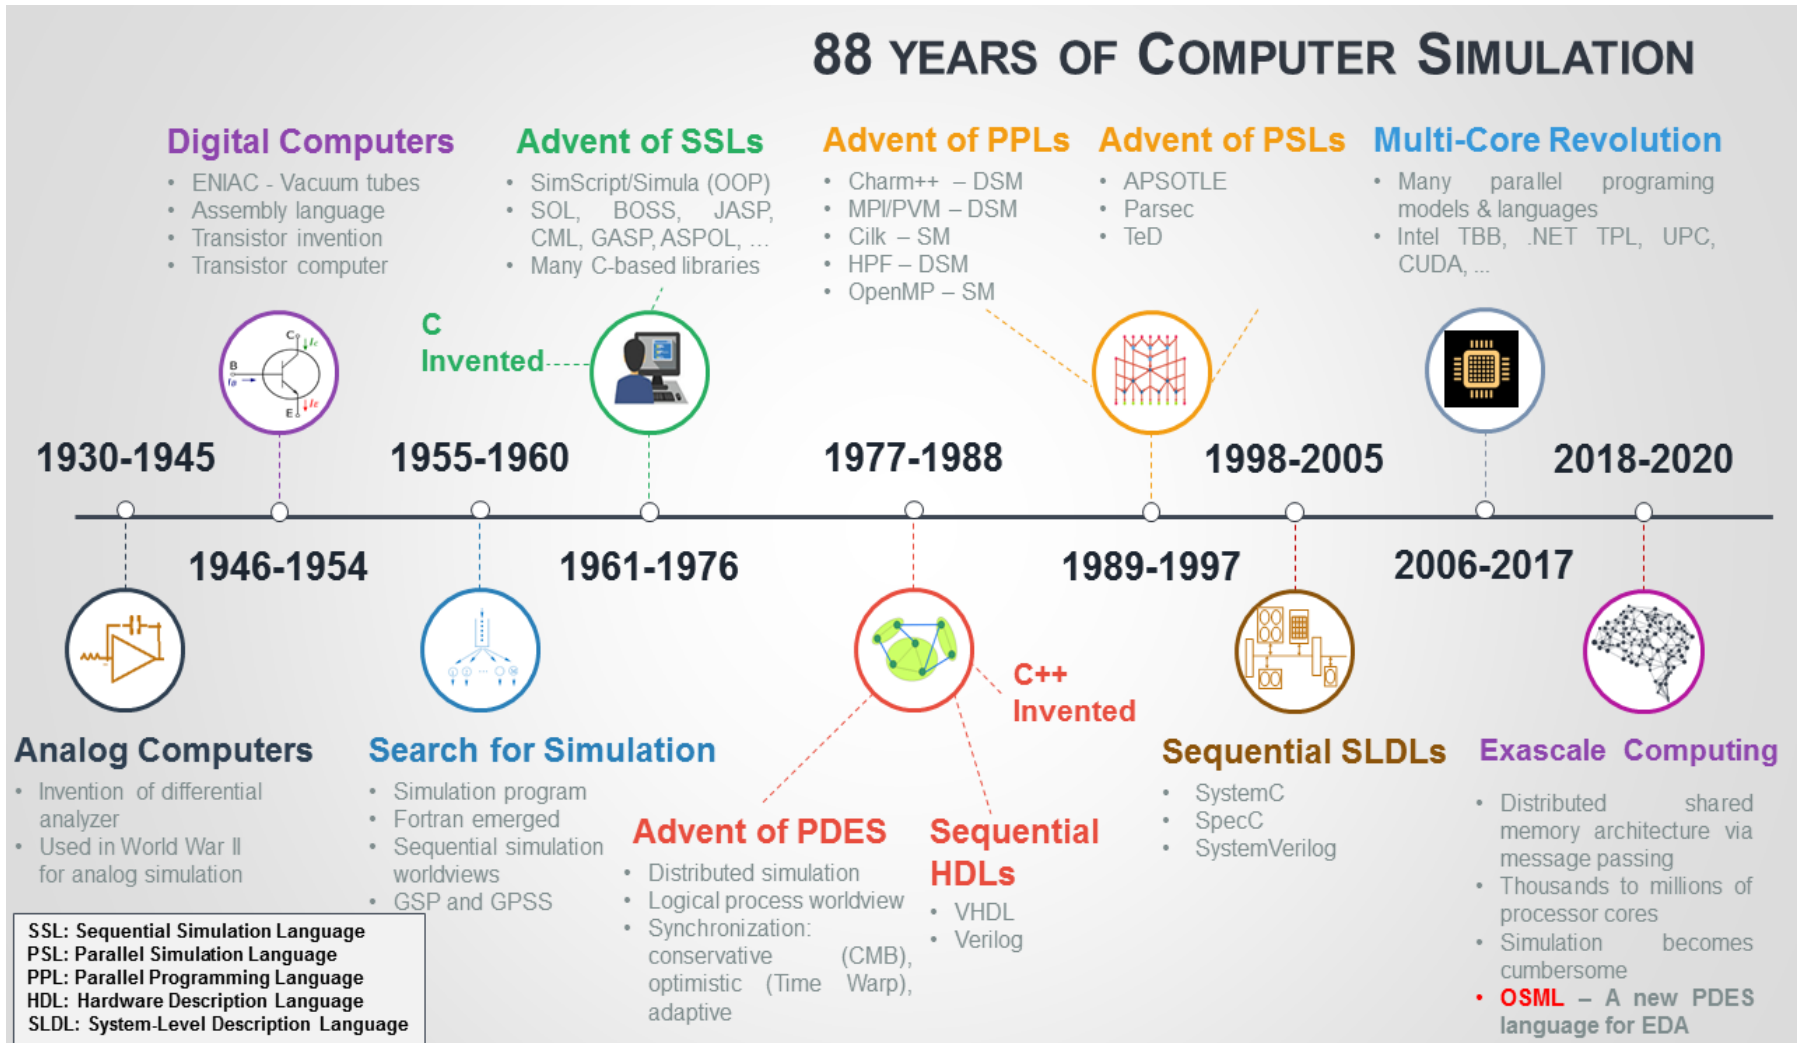 88 YEARS OF COMPUTER SIMULATION
Digital Computers
• ENIAC - Vacuum tubes
• Assembly language
• Transistor invention
• Transistor computer
Advent of SSLs
• SimScript/Simula (OOP)
• SOL, BOSS, JASP,
CML, GASP, ASPOL, ...
• Many C-based libraries
Advent of PPLs
• Charm++ – DSM
• MPI/PVM – DSM
• Cilk – SM
• HPF – DSM
• OpenMP – SM
Advent of PSLs
• APSOTLE
• Parsec
• TeD
Multi-Core Revolution
• Many parallel programing
models & languages
• Intel TBB, .NET TPL, UPC,
CUDA, ...
C
Invented
C
B
E
Ic
IB
IE
1930-1945
1955-1960
1977-1988
1998-2005
2018-2020
1946-1954
1961-1976
1989-1997
2006-2017
C++
Invented
Analog Computers
• Invention of differential
analyzer
• Used in World War II
for analog simulation
Search for Simulation
• Simulation program
• Fortran emerged
• Sequential simulation
worldviews
• GSP and GPSS
Advent of PDES
• Distributed simulation
• Logical process worldview
• Synchronization:
conservative (CMB),
optimistic (Time Warp),
adaptive
Sequential
HDLs
• VHDL
• Verilog
Sequential SLDLs
• SystemC
• SpecC
• SystemVerilog
Exascale Computing
• Distributed shared
memory architecture via
message passing
• Thousands to millions of
processor cores
• Simulation becomes
cumbersome
• OSML – A new PDES
language for EDA
SSL: Sequential Simulation Language
PSL: Parallel Simulation Language
PPL: Parallel Programming Language
HDL: Hardware Description Language
SLDL: System-Level Description Language